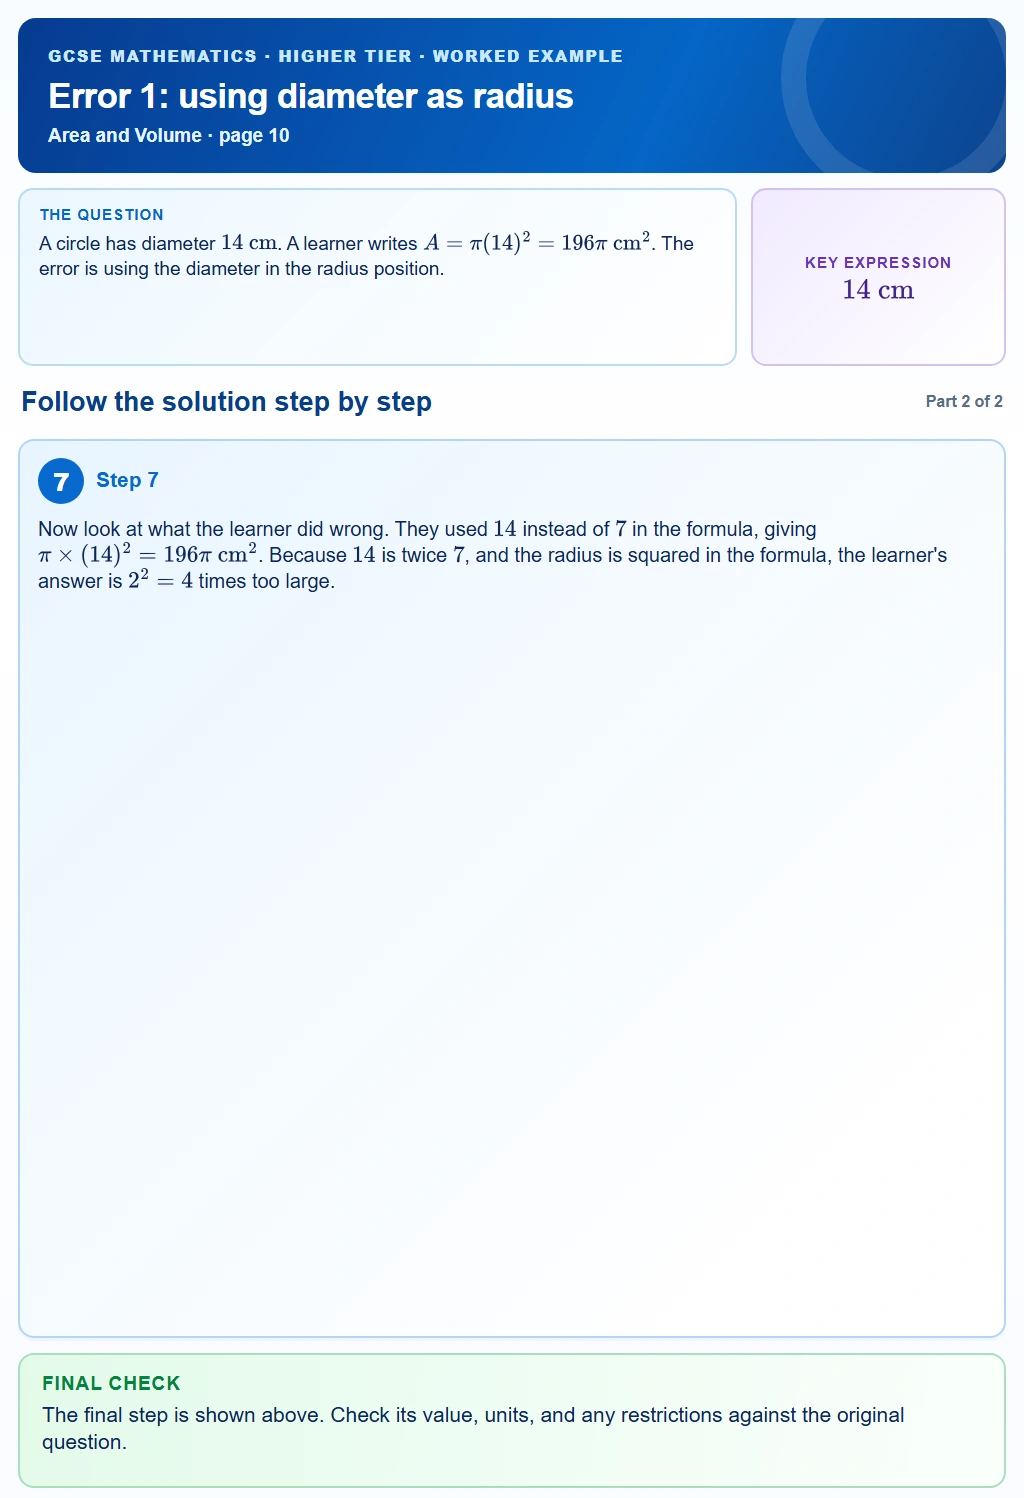 GCSE MATHEMATICS · HIGHER TIER · WORKED EXAMPLE
Error 1: using diameter as radius
Area and Volume · page 10
THE QUESTION
A circle has diameter 14 cm. A learner writes A = π(14)² = 196π cm². The
error is using the diameter in the radius position.
KEY EXPRESSION
14 cm
Follow the solution step by step
Part 2 of 2
7 Step 7
Now look at what the learner did wrong. They used 14 instead of 7 in the formula, giving
π × (14)² = 196π cm². Because 14 is twice 7, and the radius is squared in the formula, the learner's
answer is 2² = 4 times too large.
FINAL CHECK
The final step is shown above. Check its value, units, and any restrictions against the original
question.